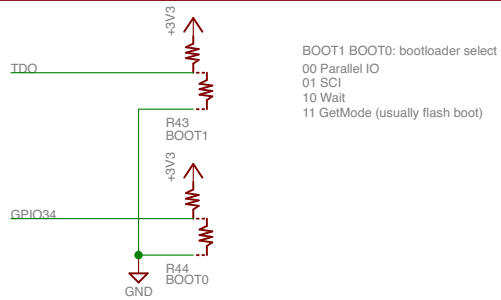 +3V3
TDO
R43
BOOT1
+3V3
GPIO34
R44
BOOT0
GND
BOOT1 BOOT0: bootloader select
00 Parallel IO
01 SCI
10 Wait
11 GetMode (usually flash boot)